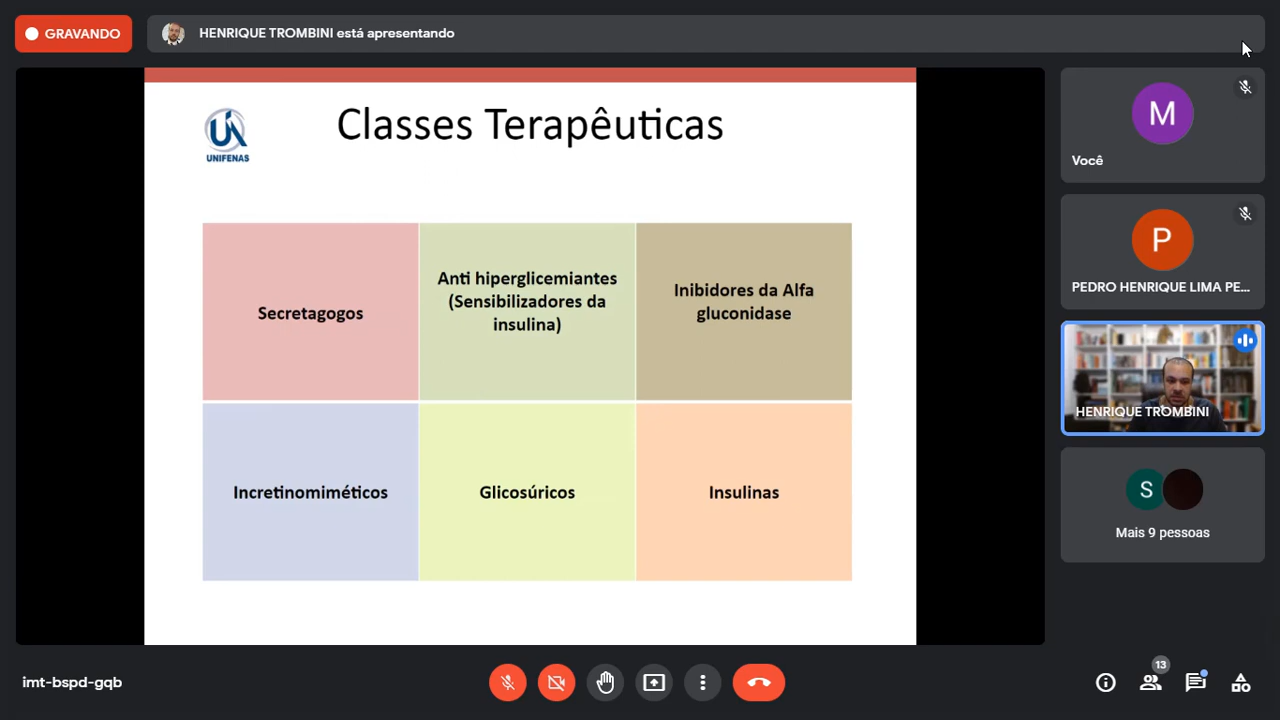 GRAVANDO
HENRIQUE TROMBINI está apresentando
UNIFENAS
Classes Terapêuticas
Secretagogos
Anti hiperglicemiantes
(Sensibilizadores da
insulina)
Inibidores da Alfa
gluconidase
Incretinomiméticos
Glicosúricos
Insulinas
M
Você
P
PEDRO HENRIQUE LIMA PE...
HENRIQUE TROMBINI
S
Mais 9 pessoas
imt-bspd-gqb
13